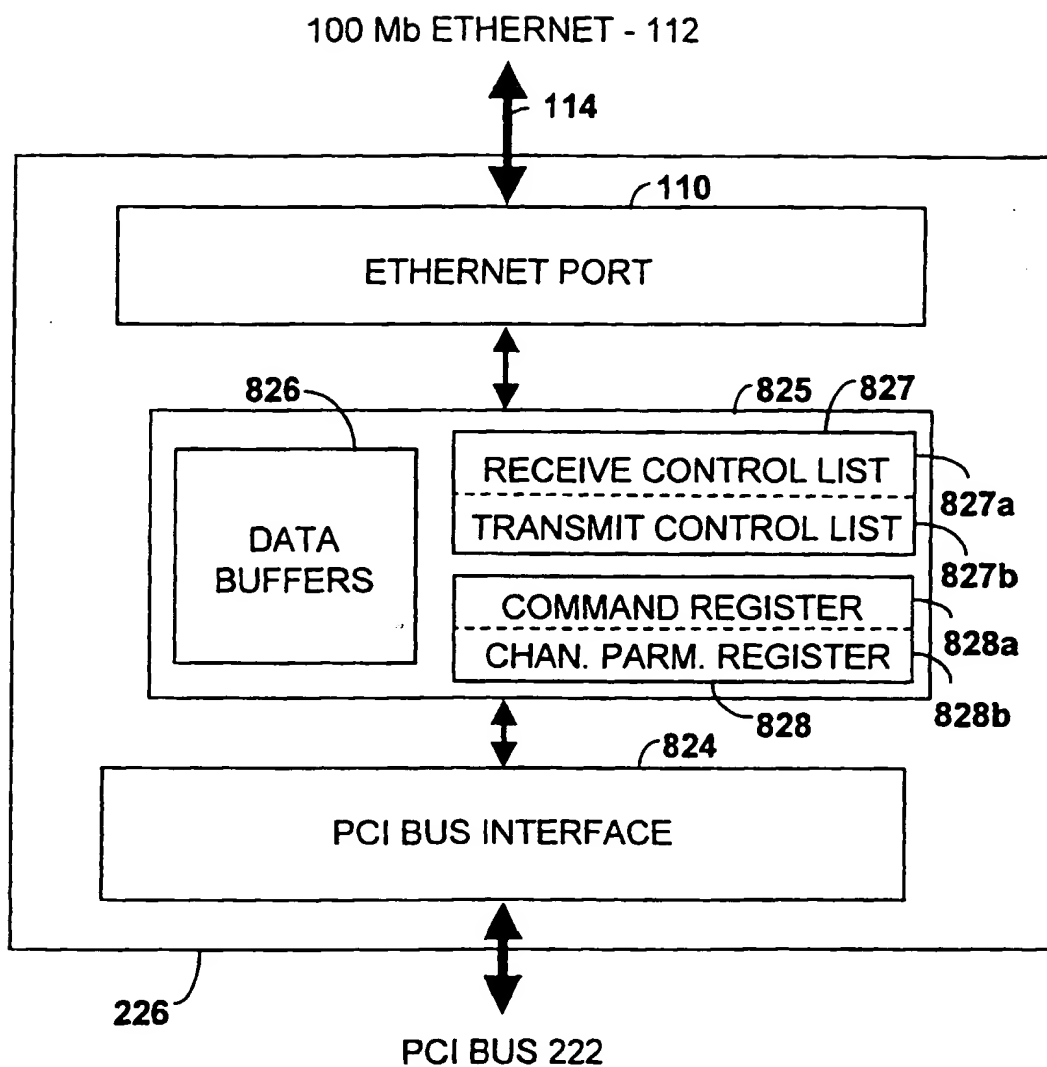 100 Mb ETHERNET - 112
114
110
ETHERNET PORT
826
825
827
DATA
BUFFERS
RECEIVE CONTROL LIST
827a
TRANSMIT CONTROL LIST
827b
COMMAND REGISTER
828a
CHAN. PARM. REGISTER
828b
828
824
PCI BUS INTERFACE
226
PCI BUS 222